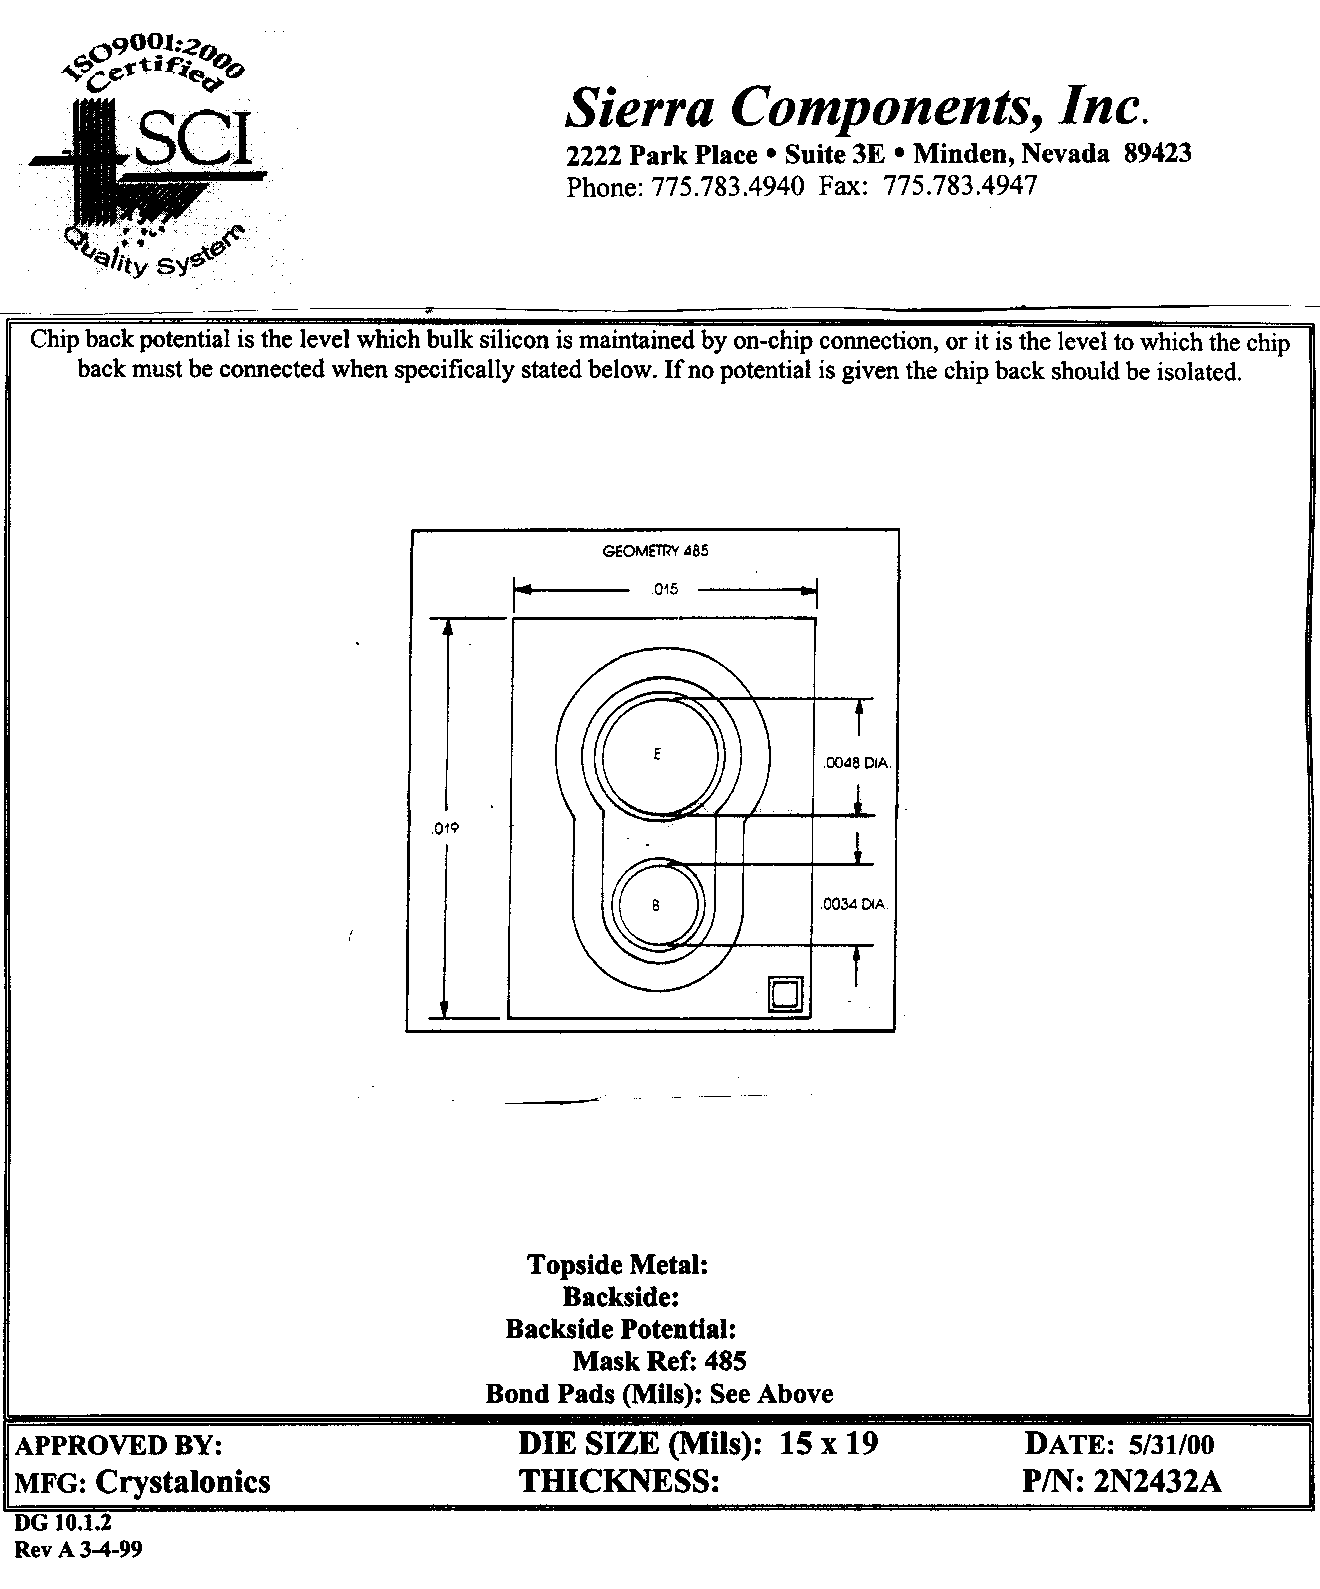 ISO9001:2000
Certified
SCI
Quality System
Sierra Components, Inc.
2222 Park Place • Suite 3E • Minden, Nevada 89423
Phone: 775.783.4940 Fax: 775.783.4947
Chip back potential is the level which bulk silicon is maintained by on-chip connection, or it is the level to which the chip
back must be connected when specifically stated below. If no potential is given the chip back should be isolated.
GEOMETRY 485
.015
E
.0048 DIA.
.019
B
.0034 DIA.
Topside Metal:
Backside:
Backside Potential:
Mask Ref: 485
Bond Pads (Mils): See Above
APPROVED BY:
DIE SIZE (Mils): 15 x 19
DATE: 5/31/00
MFG: Crystalonics
THICKNESS:
P/N: 2N2432A
DG 10.1.2
Rev A 3-4-99